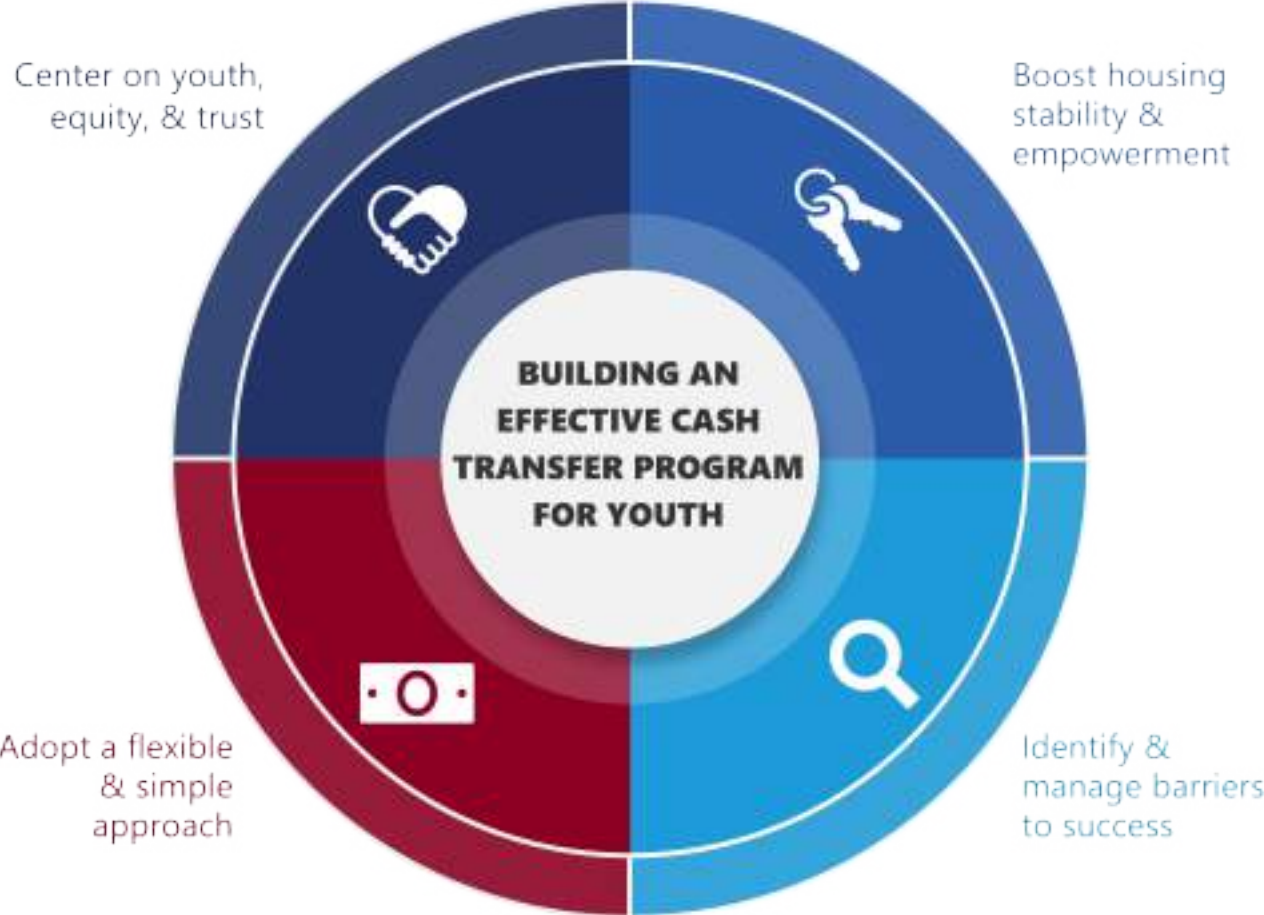 Center on youth,
equity, & trust
Boost housing
stability &
empowerment
BUILDING AN
EFFECTIVE CASH
TRANSFER PROGRAM
FOR YOUTH
Adopt a flexible
& simple
approach
Identify &
manage barriers
to success